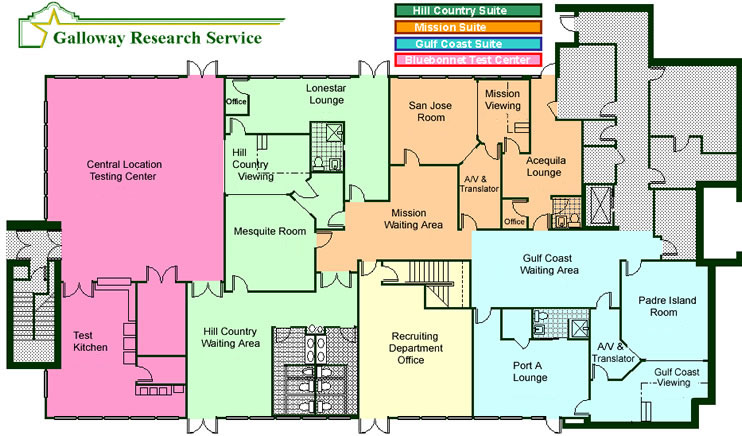 Galloway Research Service
Hill Country Suite
Mission Suite
Gulf Coast Suite
Bluebonnet Test Center
Lonestar
Lounge
Office
San Jose
Room
Mission
Viewing
Central Location
Testing Center
Hill
Country
Viewing
A/V &
Translator
Acequila
Lounge
Mesquite Room
Mission
Waiting Area
Office
Gulf Coast
Waiting Area
Padre Island
Room
Test
Kitchen
Hill Country
Waiting Area
Recruiting
Department
Office
Port A
Lounge
A/V &
Translator
Gulf Coast
Viewing